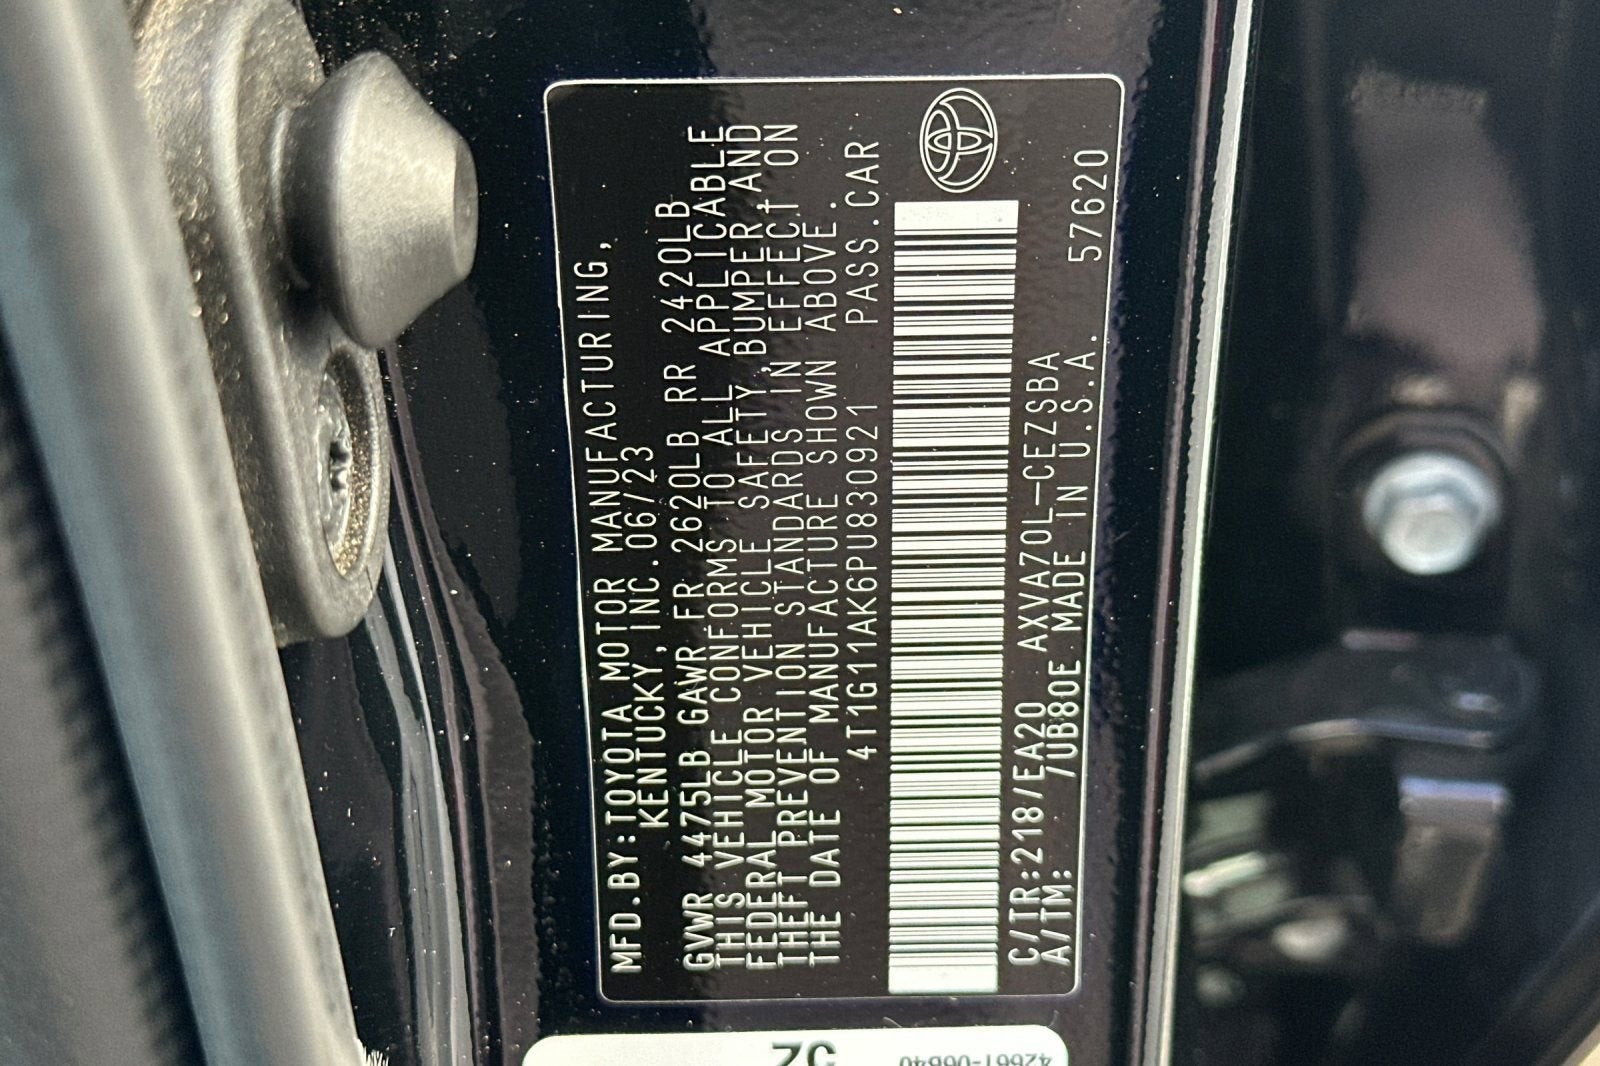 MFD.BY:TOYOTA MOTOR MANUFACTURING,
KENTUCKY, INC.06/23
GVWR 4475LB GAWR FR 2620LB RR 2420LB
THIS VEHICLE CONFORMS TO ALL APPLICABLE
FEDERAL MOTOR VEHICLE SAFETY, BUMPER, AND
THEFT PREVENTION STANDARDS IN EFFECT ON
THE DATE OF MANUFACTURE SHOWN ABOVE.
4T1G11AK6PU830921 PASS.CAR
C/TR:218/EA20 AXVA70L-CEZSBA 57620
A/TM: /UB80E MADE IN U.S.A.
42661-06B40